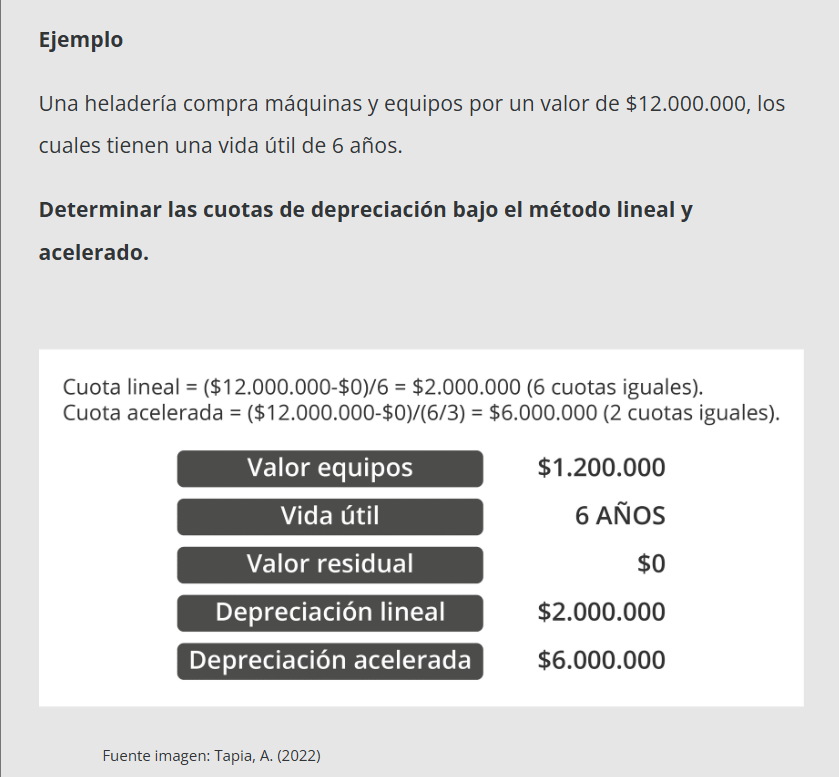 Ejemplo
Una heladería compra máquinas y equipos por un valor de $12.000.000, los
cuales tienen una vida útil de 6 años.
Determinar las cuotas de depreciación bajo el método lineal y
acelerado.
Cuota lineal = ($12.000.000-$0)/6 = $2.000.000 (6 cuotas iguales).
Cuota acelerada = ($12.000.000-$0)/(6/3) = $6.000.000 (2 cuotas iguales).
Valor equipos $1.200.000
Vida útil 6 AÑOS
Valor residual $0
Depreciación lineal $2.000.000
Depreciación acelerada $6.000.000
Fuente imagen: Tapia, A. (2022)